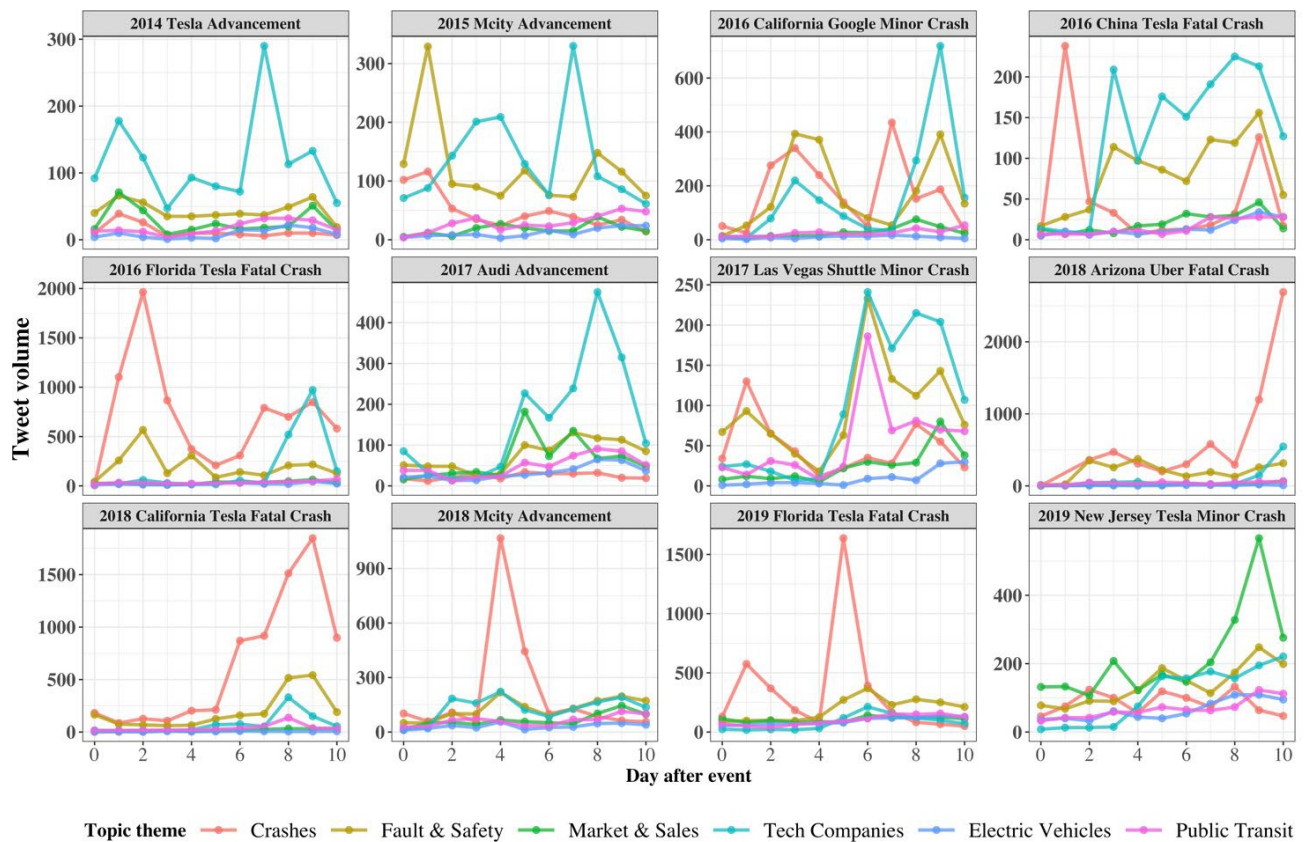 2014 Tesla Advancement
2015 Mcity Advancement
2016 California Google Minor Crash
2016 China Tesla Fatal Crash
300
200
100
0
300
200
100
0
600
400
200
0
250
200
150
100
50
0
2016 Florida Tesla Fatal Crash
2017 Audi Advancement
2017 Las Vegas Shuttle Minor Crash
2018 Arizona Uber Fatal Crash
2000
1500
1000
500
0
400
300
200
100
0
250
200
150
100
50
0
2000
1000
0
2018 California Tesla Fatal Crash
2018 Mcity Advancement
2019 Florida Tesla Fatal Crash
2019 New Jersey Tesla Minor Crash
1500
1000
500
0
900
600
300
0
1500
1000
500
0
400
200
0
0 2 4 6 8 10
0 2 4 6 8 10
0 2 4 6 8 10
0 2 4 6 8 10
Tweet volume
Day after event
Topic theme Crashes Fault & Safety Market & Sales Tech Companies Electric Vehicles Public Transit